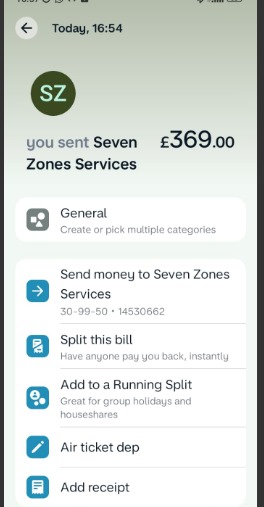 Today, 16:54
SZ
you sent Seven £369.00
Zones Services
General
Create or pick multiple categories
Send money to Seven Zones
Services
30-99-50 • 14530662
Split this bill
Have anyone pay you back, instantly
Add to a Running Split
Great for group holidays and
houseshares
Air ticket dep
Add receipt